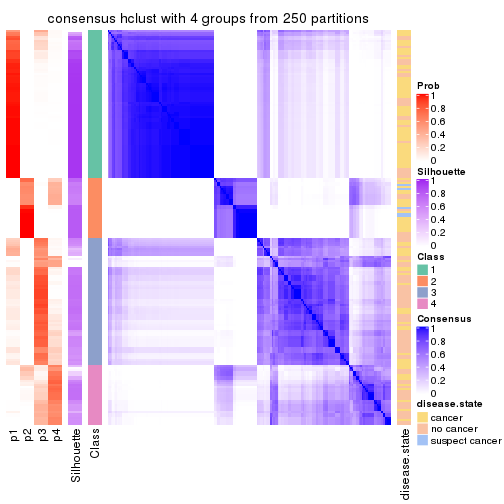 consensus hclust with 4 groups from 250 partitions
Prob
1
0.8
0.6
0.4
0.2
0
Silhouette
1
0.8
0.6
0.4
0.2
0
Class
1
2
3
4
Consensus
1
0.8
0.6
0.4
0.2
0
disease.state
cancer
no cancer
suspect cancer
p1
p2
p3
p4
Silhouette
Class
disease.state